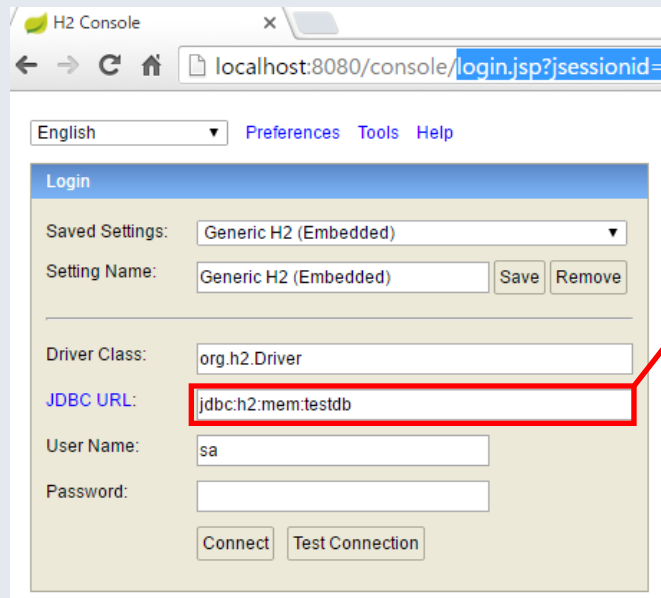 H2 Console
localhost:8080/console/login.jsp?jsessionid=
English Preferences Tools Help
Login
Saved Settings: Generic H2 (Embedded)
Setting Name: Generic H2 (Embedded) Save Remove
Driver Class: org.h2.Driver
JDBC URL: jdbc:h2:mem:testdb
User Name: sa
Password:
Connect Test Connection